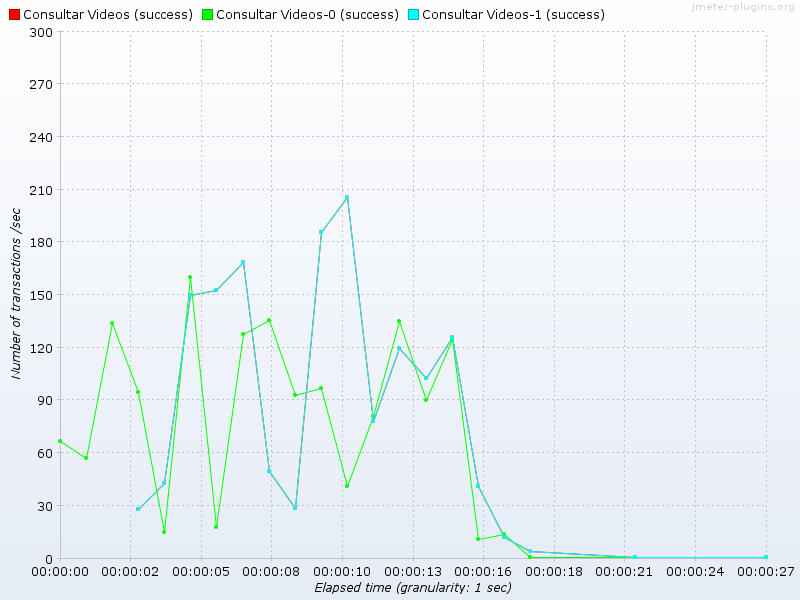 jmeter-plugins.org
Consultar Videos (success) Consultar Videos-0 (success) Consultar Videos-1 (success)
300
270
240
210
180
150
120
90
60
30
0
Number of transactions /sec
00:00:00 00:00:02 00:00:05 00:00:08 00:00:10 00:00:13 00:00:16 00:00:18 00:00:21 00:00:24 00:00:27
Elapsed time (granularity: 1 sec)